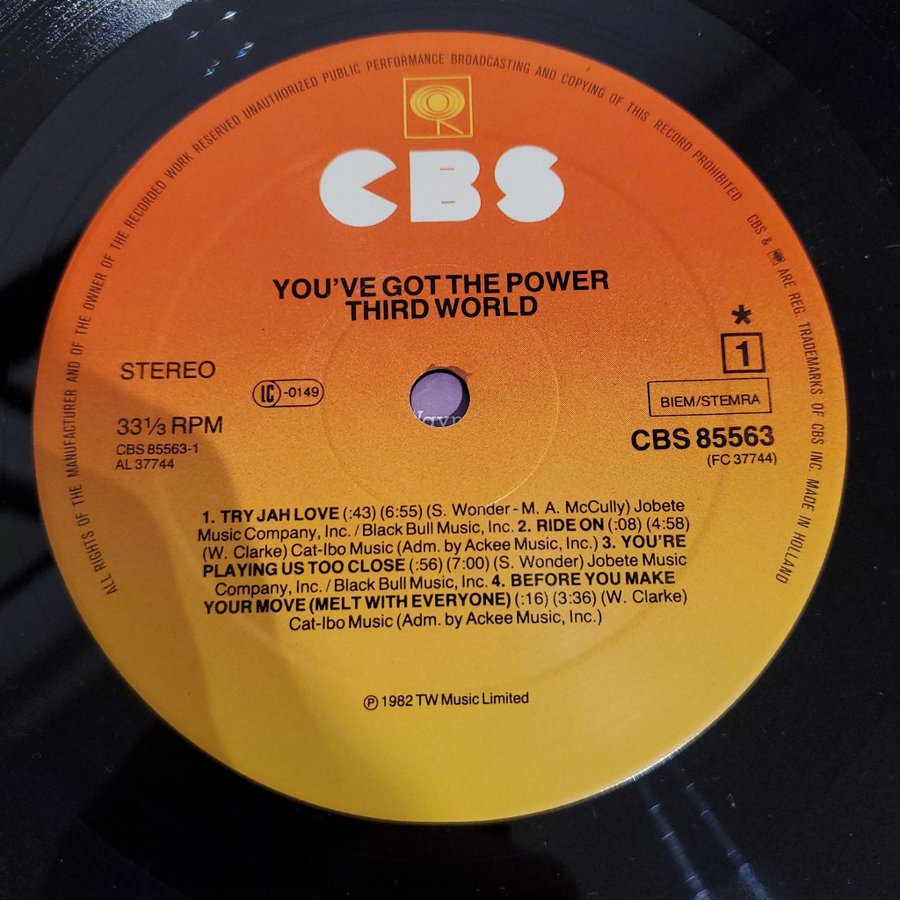 ALL RIGHTS OF THE MANUFACTURER AND OF THE OWNER OF THE RECORDED WORK RESERVED UNAUTHORIZED PUBLIC PERFORMANCE BROADCASTING AND COPYING OF THIS RECORD PROHIBITED CBS & ARE REG. TRADEMARKS OF CBS INC. MADE IN HOLLAND
CBS
YOU'VE GOT THE POWER
THIRD WORLD
STEREO
LC -0149
*
1
BIEM/STEMRA
33⅓ RPM
CBS 85563-1
AL 37744
CBS 85563
(FC 37744)
1. TRY JAH LOVE (:43) (6:55) (S. Wonder - M. A. McCully) Jobete
Music Company, Inc. / Black Bull Music, Inc. 2. RIDE ON (:08) (4:58)
(W. Clarke) Cat-Ibo Music (Adm. by Ackee Music, Inc.) 3. YOU'RE
PLAYING US TOO CLOSE (:56) (7:00) (S. Wonder) Jobete Music
Company, Inc. / Black Bull Music, Inc. 4. BEFORE YOU MAKE
YOUR MOVE (MELT WITH EVERYONE) (:16) (3:36) (W. Clarke)
Cat-Ibo Music (Adm. by Ackee Music, Inc.)
℗ 1982 TW Music Limited